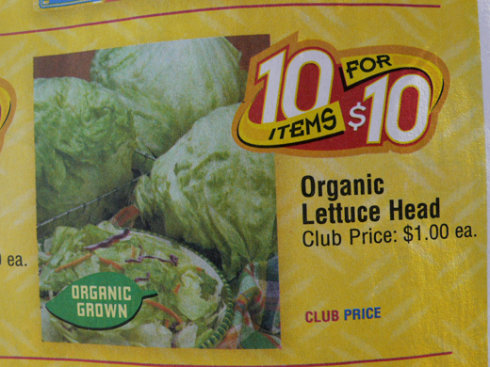 10 FOR
ITEMS $10
Organic
Lettuce Head
Club Price: $1.00 ea.
ea.
ORGANIC
GROWN
CLUB PRICE